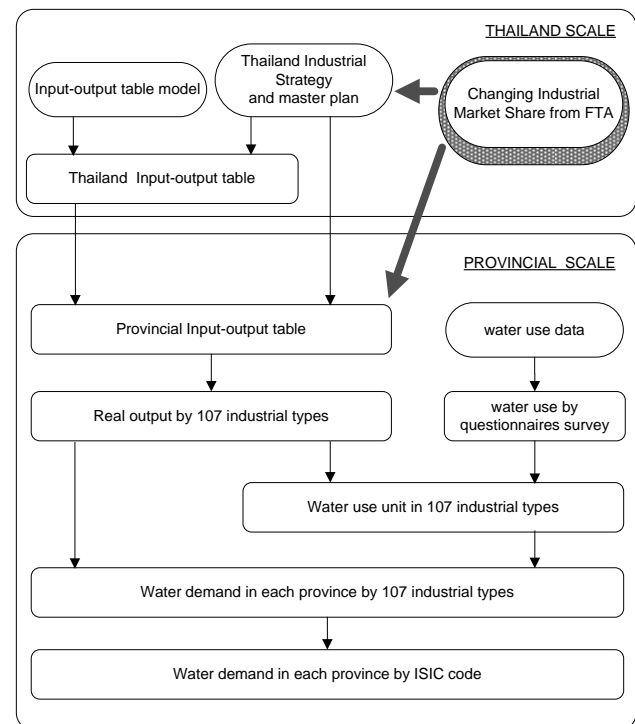 THAILAND SCALE
Input-output table model
Thailand Industrial
Strategy
and master plan
Changing Industrial
Market Share from FTA
Thailand Input-output table
PROVINCIAL SCALE
Provincial Input-output table
water use data
Real output by 107 industrial types
water use by
questionnaires survey
Water use unit in 107 industrial types
Water demand in each province by 107 industrial types
Water demand in each province by ISIC code